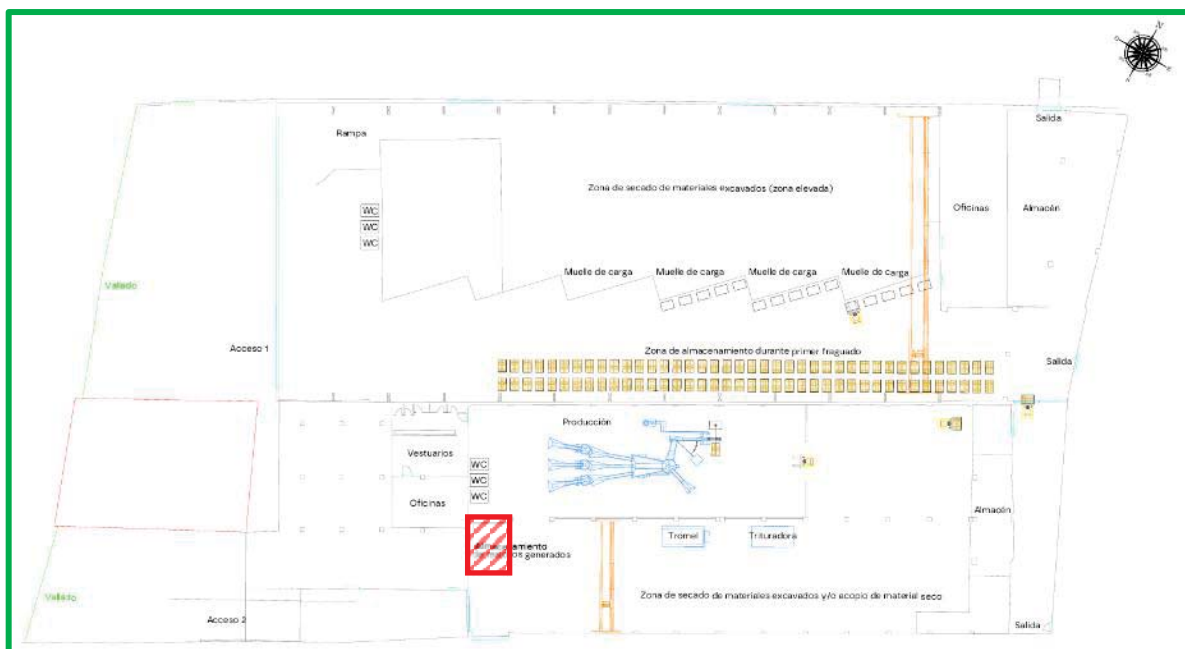 N
Salida
Rampa
Zona de secado de materiales excavados (zona elevada)
WC
WC
WC
Oficinas
Almacén
Muelle de carga
Muelle de carga
Muelle de carga
Muelle de carga
Vallado
Acceso 1
Zona de almacenamiento durante primer fraguado
Salida
Producción
Vestuarios
WC
WC
WC
Oficinas
Almacén
Tromel
Trituradora
generados
Zona de secado de materiales excavados y/o acopio de material seco
Vallado
Acceso 2
Salida